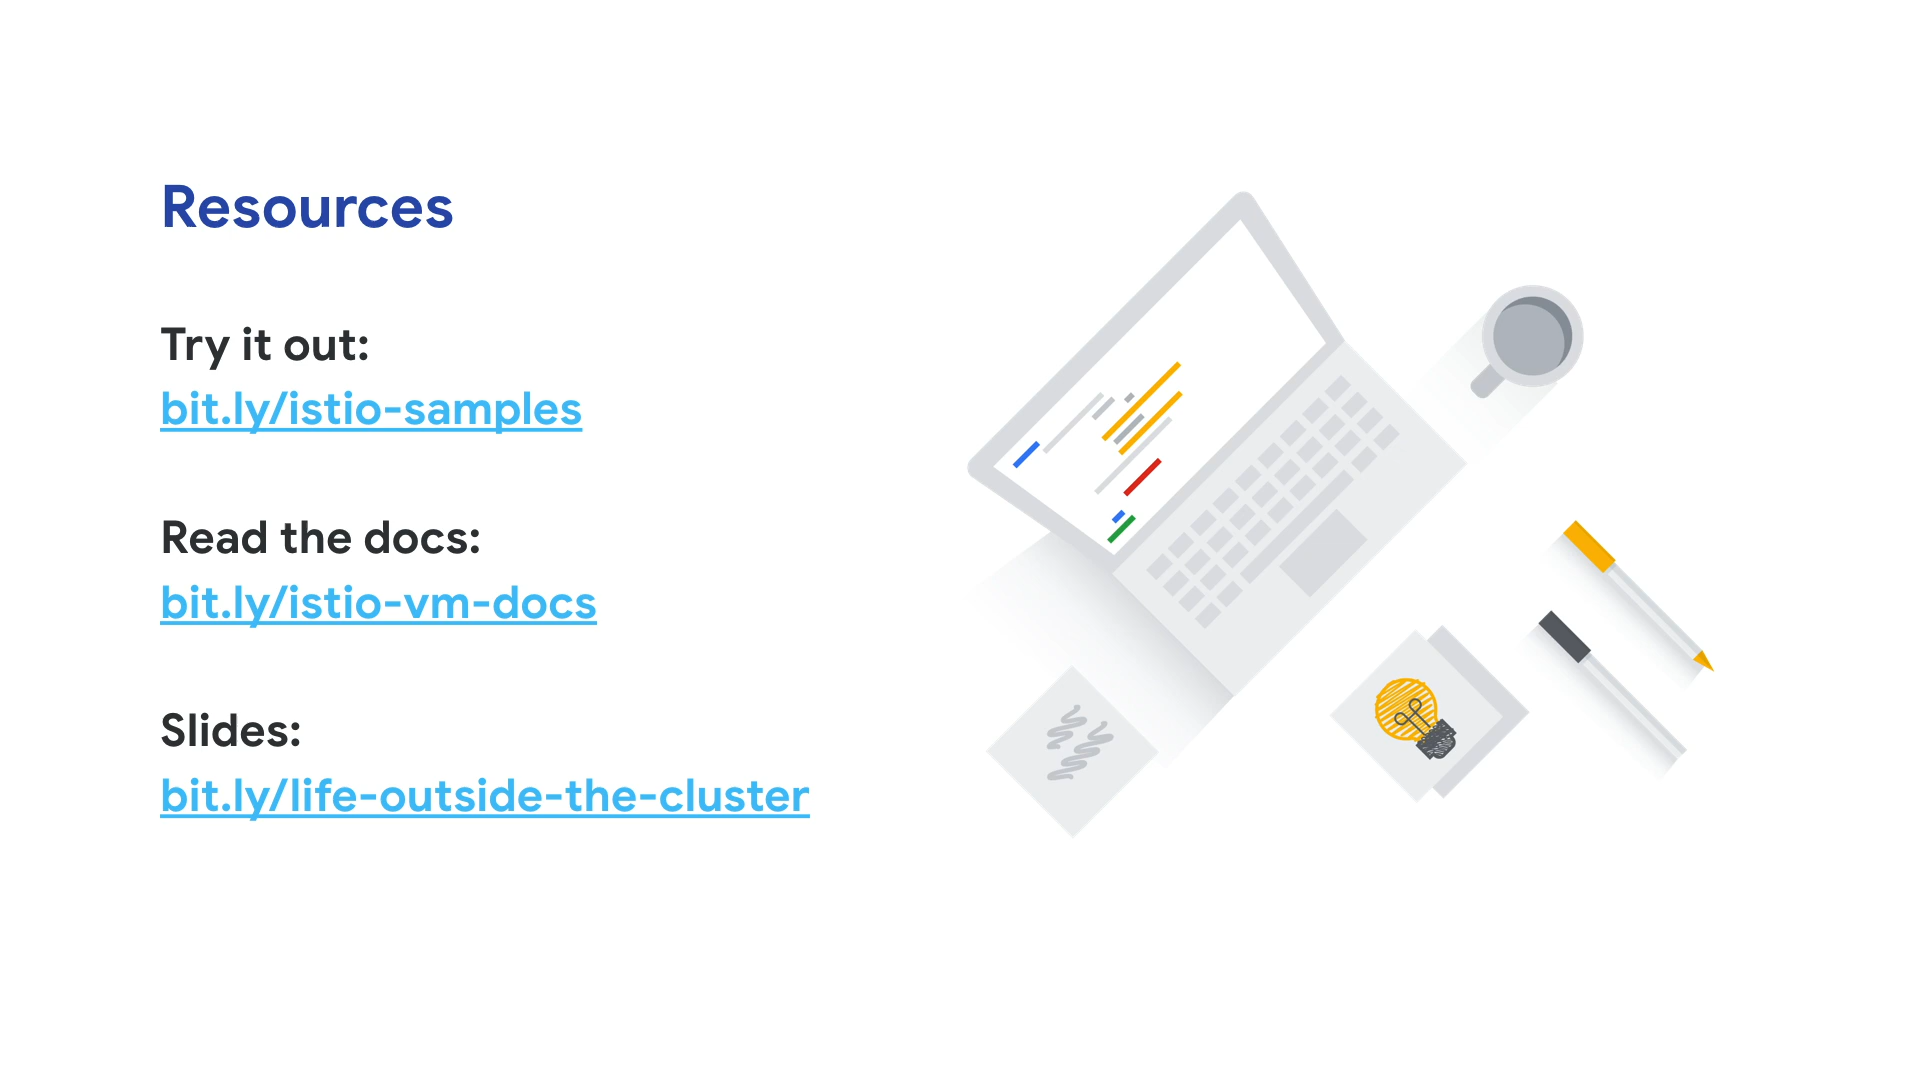 Resources
Try it out:
bit.ly/istio-samples
Read the docs:
bit.ly/istio-vm-docs
Slides:
bit.ly/life-outside-the-cluster